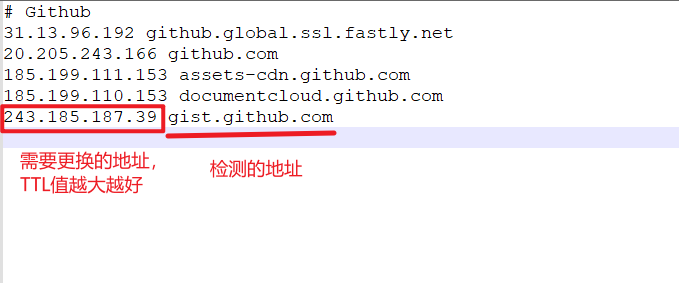 # Github
31.13.96.192 github.global.ssl.fastly.net
20.205.243.166 github.com
185.199.111.153 assets-cdn.github.com
185.199.110.153 documentcloud.github.com
243.185.187.39 gist.github.com
需要更换的地址，
TTL值越大越好
检测的地址